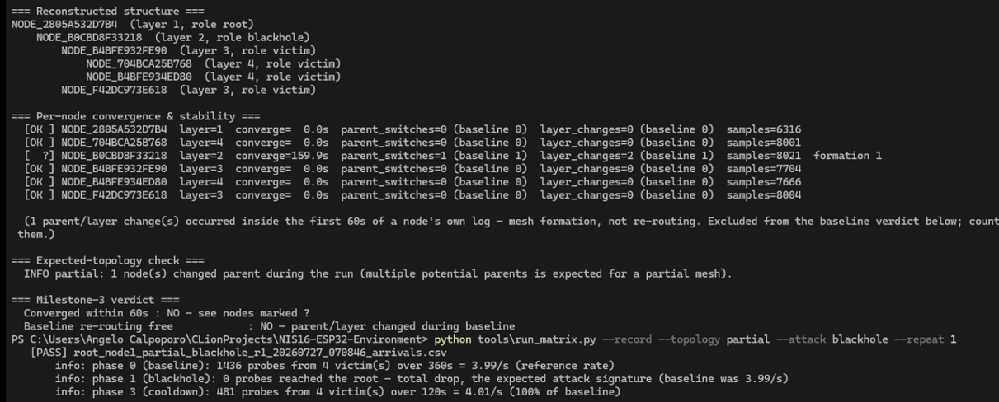 === Reconstructed structure ===
NODE_2805A532D7B4  (layer 1, role root)
    NODE_B0CBD8F33218  (layer 2, role blackhole)
        NODE_B4BFE932FE90  (layer 3, role victim)
            NODE_704BCA25B768  (layer 4, role victim)
            NODE_B4BFE934ED80  (layer 4, role victim)
        NODE_F42DC973E618  (layer 3, role victim)
=== Per-node convergence & stability ===
  [OK ] NODE_2805A532D7B4  layer=1  converge=  0.0s  parent_switches=0 (baseline 0)  layer_changes=0 (baseline 0)  samples=6316
  [OK ] NODE_704BCA25B768  layer=4  converge=  0.0s  parent_switches=0 (baseline 0)  layer_changes=0 (baseline 0)  samples=8001
  [  ?] NODE_B0CBD8F33218  layer=2  converge=159.9s  parent_switches=1 (baseline 1)  layer_changes=2 (baseline 1)  samples=8021  formation 1
  [OK ] NODE_B4BFE932FE90  layer=3  converge=  0.0s  parent_switches=0 (baseline 0)  layer_changes=0 (baseline 0)  samples=7704
  [OK ] NODE_B4BFE934ED80  layer=4  converge=  0.0s  parent_switches=0 (baseline 0)  layer_changes=0 (baseline 0)  samples=7666
  [OK ] NODE_F42DC973E618  layer=3  converge=  0.0s  parent_switches=0 (baseline 0)  layer_changes=0 (baseline 0)  samples=8004
  (1 parent/layer change(s) occurred inside the first 60s of a node's own log — mesh formation, not re-routing. Excluded from the baseline verdict below; count
 them.)
=== Expected-topology check ===
  INFO partial: 1 node(s) changed parent during the run (multiple potential parents is expected for a partial mesh).
=== Milestone-3 verdict ===
  Converged within 60s : NO — see nodes marked ?
  Baseline re-routing free          : NO — parent/layer changed during baseline
PS C:\Users\Angelo Calpoporo\CLionProjects\NIS16-ESP32-Environment> python tools\run_matrix.py --record --topology partial --attack blackhole --repeat 1
   [PASS] root_node1_partial_blackhole_r1_20260727_070846_arrivals.csv
       info: phase 0 (baseline): 1436 probes from 4 victim(s) over 360s = 3.99/s (reference rate)
       info: phase 1 (blackhole): 0 probes reached the root — total drop, the expected attack signature (baseline was 3.99/s)
       info: phase 3 (cooldown): 481 probes from 4 victim(s) over 120s = 4.01/s (100% of baseline)